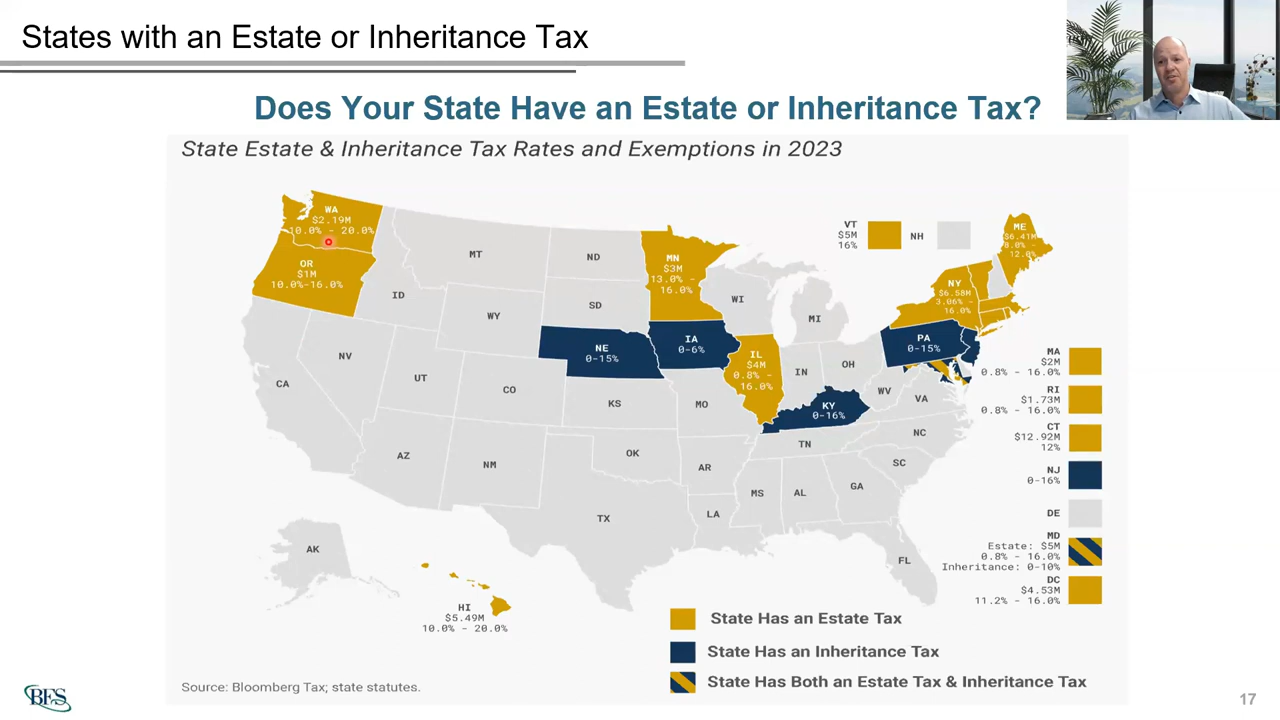 States with an Estate or Inheritance Tax
Does Your State Have an Estate or Inheritance Tax?
State Estate & Inheritance Tax Rates and Exemptions in 2023
WA
$2.19M
10.0% - 20.0%
OR
$1M
10.0%-16.0%
ID
MT
ND
SD
WY
MN
$3M
13.0% -
16.0%
WI
MI
VT
$5M
16%
NH
ME
$6.41M
8.0% -
12.0%
NY
$6.58M
3.06% -
16.0%
CA
NV
UT
CO
NE
0-15%
IA
0-6%
IL
$4M
0.8% -
16.0%
IN
OH
PA
0-15%
WV
VA
KY
0-16%
KS
MO
AZ
NM
OK
TX
AR
LA
TN
MS
AL
GA
NC
SC
FL
AK
HI
$5.49M
10.0% - 20.0%
MA
$2M
0.8% - 16.0%
RI
$1.73M
0.8% - 16.0%
CT
$12.92M
12%
NJ
0-16%
DE
MD
Estate: $5M
0.8% - 16.0%
Inheritance: 0-10%
DC
$4.53M
11.2% - 16.0%
State Has an Estate Tax
State Has an Inheritance Tax
State Has Both an Estate Tax & Inheritance Tax
Source: Bloomberg Tax; state statutes.
BFS
17